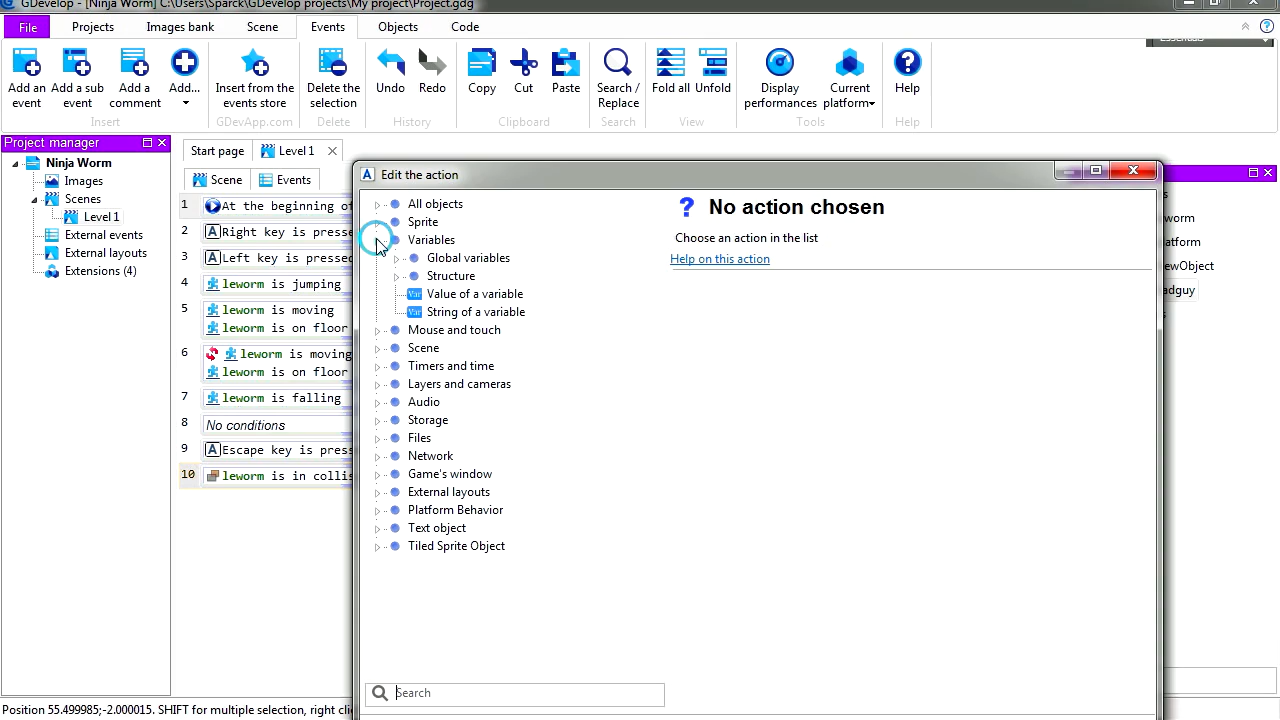 GDevelop - [Ninja Worm] C:\Users\Sparck\GDevelop projects\My project\Project.gdg
File Projects Images bank Scene Events Objects Code
Add an event Add a sub event Add a comment Add... Insert from the events store Delete the selection Undo Redo Copy Cut Paste Search / Replace Fold all Unfold Display performances Current platform Help
Insert GDevApp.com Delete History Clipboard Search View Tools Help
Project manager
Ninja Worm
Images
Scenes
Level 1
External events
External layouts
Extensions (4)
Start page Level 1
Scene Events
1 At the beginning of
2 Right key is presse
3 Left key is pressed
4 leworm is jumping
5 leworm is moving
leworm is on floor
6 leworm is moving
leworm is on floor
7 leworm is falling
8 No conditions
9 Escape key is press
10 leworm is in collis
Edit the action
All objects
Sprite
Variables
Global variables
Structure
Value of a variable
String of a variable
Mouse and touch
Scene
Timers and time
Layers and cameras
Audio
Storage
Files
Network
Game's window
External layouts
Platform Behavior
Text object
Tiled Sprite Object
Search
? No action chosen
Choose an action in the list
Help on this action
worm
atform
ewObject
adguy
Position 55.499985;-2.000015. SHIFT for multiple selection, right clic